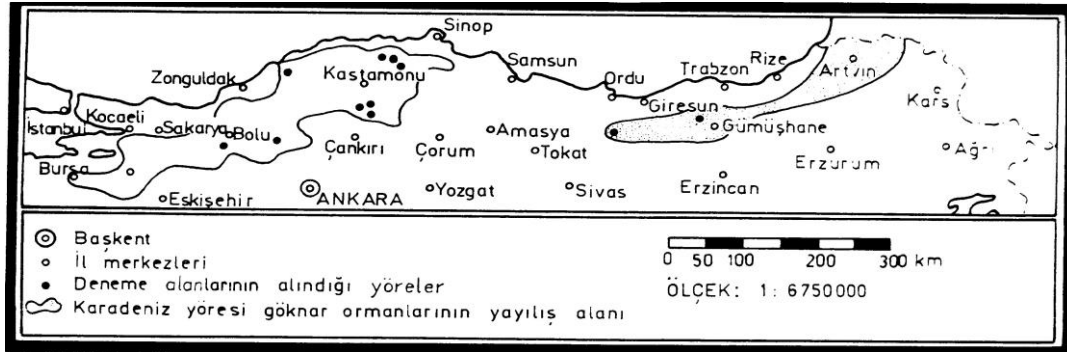 Sinop
Samsun
Zonguldak
Kastamonu
Ordu
Trabzon
Rize
Artvin
Kars
İstanbul
Kocaeli
Sakarya
Bolu
Giresun
Gümüşhane
Çankırı
Çorum
Amasya
Tokat
Erzurum
Bursa
Eskişehir
ANKARA
Yozgat
Sivas
Erzincan
Başkent
İl merkezleri
Deneme alanlarının alındığı yöreler
Karadeniz yöresi göknar ormanlarının yayılış alanı
0 50 100 200 300 km
ÖLÇEK: 1: 6750000